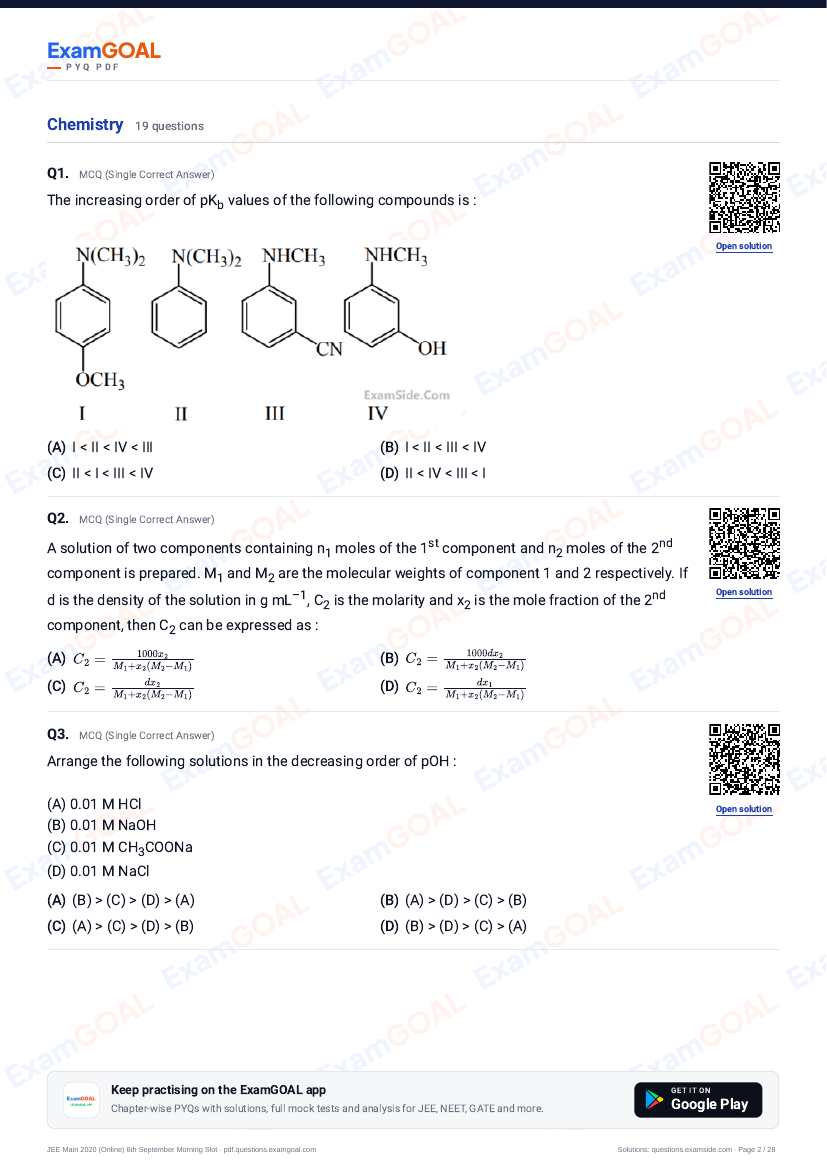 ExamGOAL
PYQ PDF
Chemistry 19 questions
Q1. MCQ (Single Correct Answer)
The increasing order of pKb values of the following compounds is :
Open solution
N(CH3)2 N(CH3)2 NHCH3 NHCH3
CN OH
OCH3
ExamSide.Com
I II III IV
(A) I < II < IV < III (B) I < II < III < IV
(C) II < I < III < IV (D) II < IV < III < I
Q2. MCQ (Single Correct Answer)
A solution of two components containing n1 moles of the 1st component and n2 moles of the 2nd
component is prepared. M1 and M2 are the molecular weights of component 1 and 2 respectively. If
d is the density of the solution in g mL−1, C2 is the molarity and x2 is the mole fraction of the 2nd
component, then C2 can be expressed as :
Open solution
(A) C2 = 1000x2 / M1+x2(M2−M1) (B) C2 = 1000dx2 / M1+x2(M2−M1)
(C) C2 = dx2 / M1+x2(M2−M1) (D) C2 = dx1 / M1+x2(M2−M1)
Q3. MCQ (Single Correct Answer)
Arrange the following solutions in the decreasing order of pOH :
Open solution
(A) 0.01 M HCl
(B) 0.01 M NaOH
(C) 0.01 M CH3COONa
(D) 0.01 M NaCl
(A) (B) > (C) > (D) > (A) (B) (A) > (D) > (C) > (B)
(C) (A) > (C) > (D) > (B) (D) (B) > (D) > (C) > (A)
Keep practising on the ExamGOAL app
Chapter-wise PYQs with solutions, full mock tests and analysis for JEE, NEET, GATE and more.
GET IT ON
Google Play
JEE Main 2020 (Online) 6th September Morning Slot · pdf.questions.examgoal.com
Solutions: questions.examside.com · Page 2 / 28